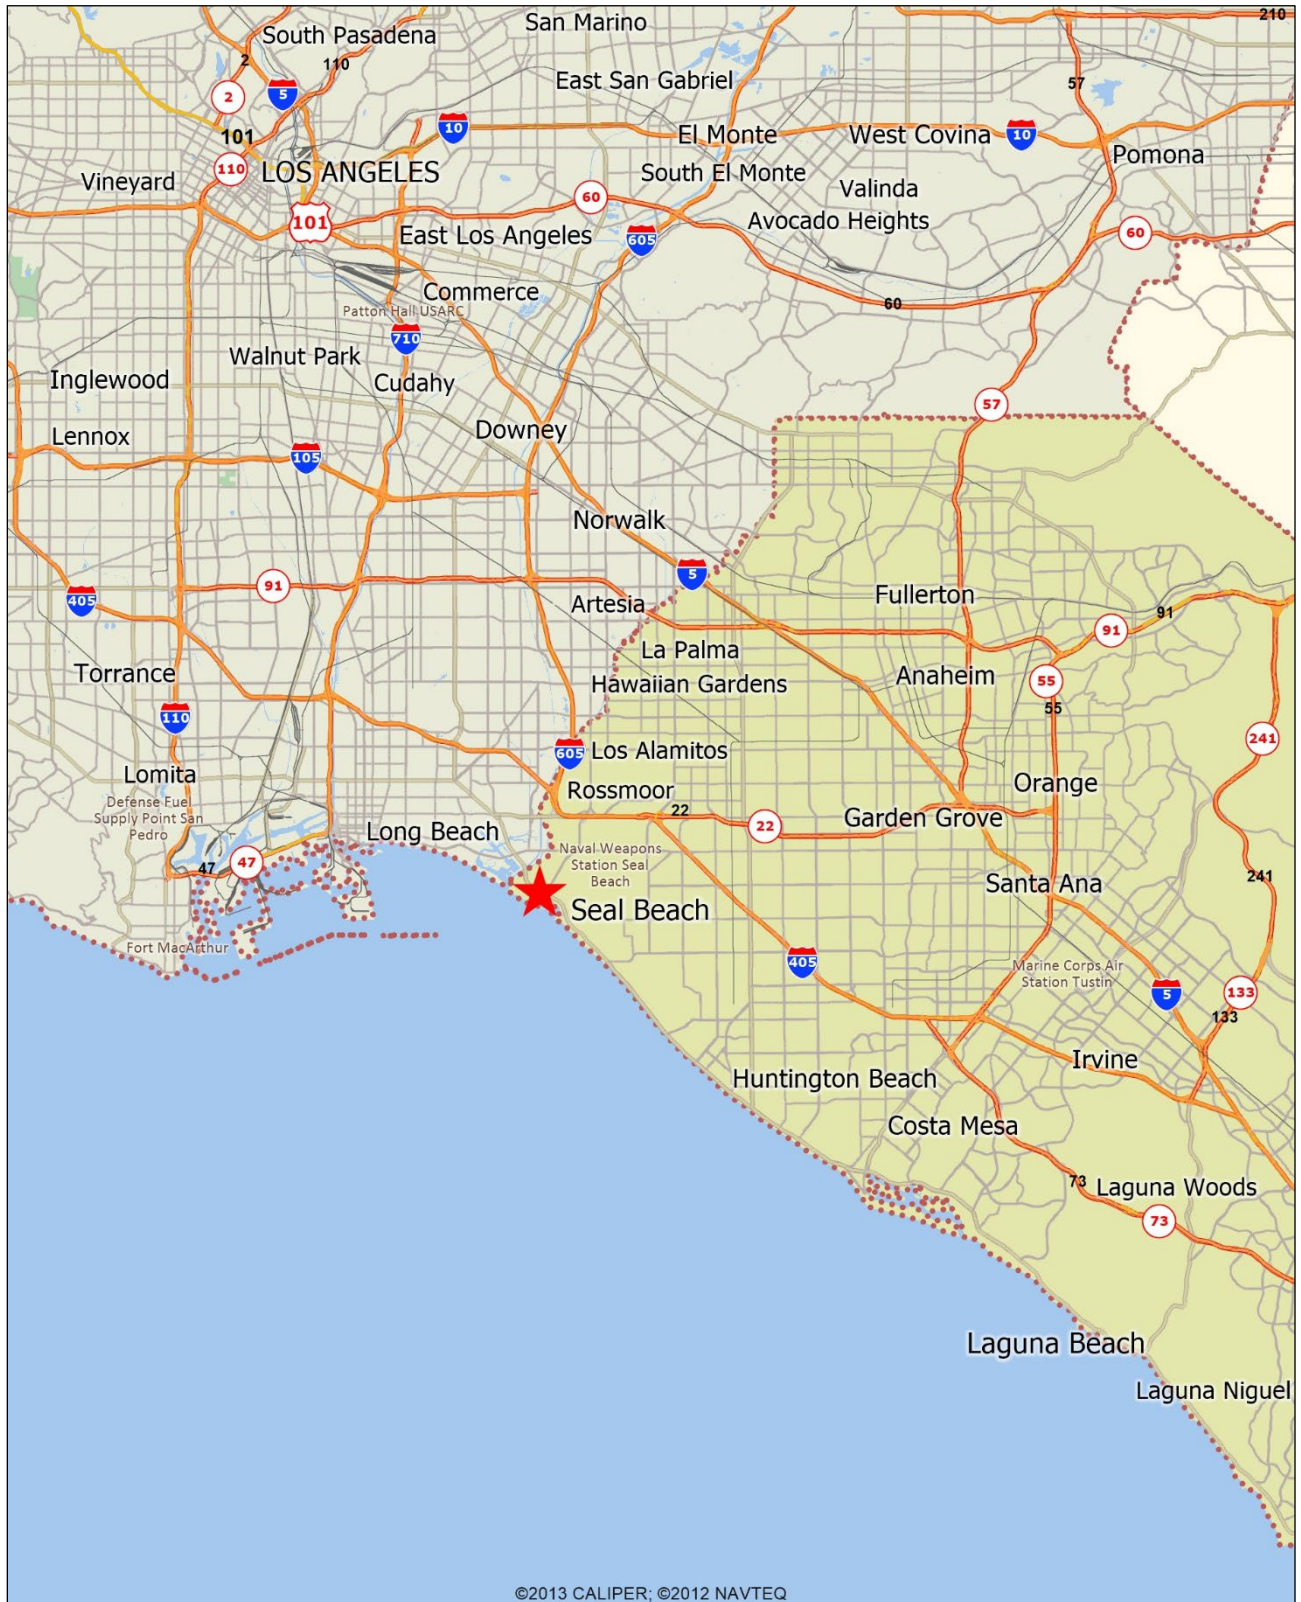 210
San Marino
South Pasadena
2
110
57
East San Gabriel
2
5
101
10
El Monte
West Covina
10
Pomona
110
LOS ANGELES
South El Monte
Vineyard
Valinda
60
101
Avocado Heights
East Los Angeles
605
60
Commerce
60
Patton Hall USARC
710
Walnut Park
Inglewood
Cudahy
57
Downey
Lennox
105
Norwalk
5
405
91
Artesia
Fullerton
91
91
La Palma
Torrance
Hawaiian Gardens
Anaheim
55
55
110
605
Los Alamitos
241
Lomita
Rossmoor
Orange
Defense Fuel
Supply Point San
Pedro
22
22
Garden Grove
Long Beach
47
47
Naval Weapons
Station Seal
Beach
241
Santa Ana
Seal Beach
Fort MacArthur
405
Marine Corps Air
Station Tustin
5
133
133
Irvine
Huntington Beach
Costa Mesa
73
Laguna Woods
73
Laguna Beach
Laguna Niguel
©2013 CALIPER; ©2012 NAVTEQ